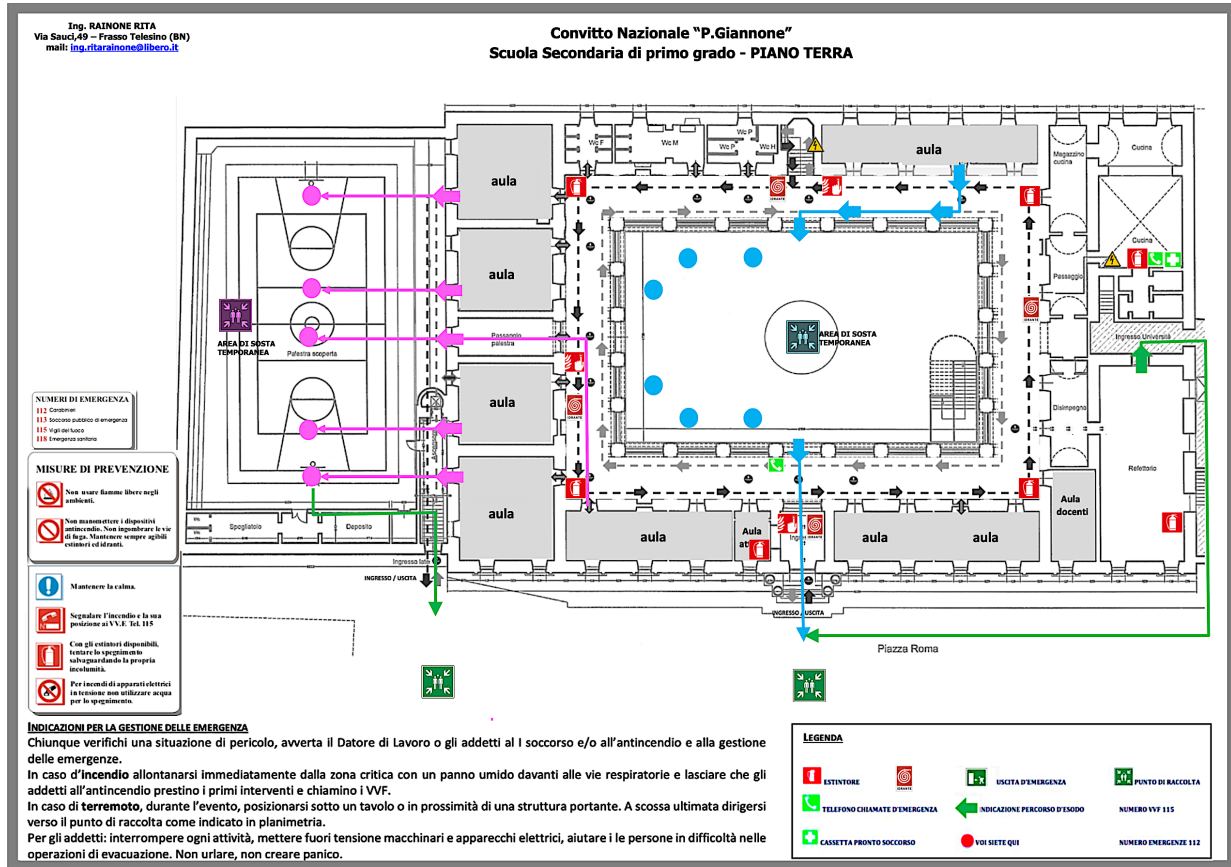 Ing. RAINONE RITA
Via Sauci,49 – Frasso Telesino (BN)
mail: ing.ritarainone@libero.it
Convitto Nazionale “P.Giannone”
Scuola Secondaria di primo grado - PIANO TERRA
Wc F
Wc M
Wc P
Wc P
Wc H
aula
Magazzino
cucina
Cucina
aula
IDRANTE
Cucina
aula
Passaggio
IDRANTE
AREA DI SOSTA
TEMPORANEA
Palestra scoperta
Passaggio
palestra
AREA DI SOSTA
TEMPORANEA
Ingresso Università
NUMERI DI EMERGENZA
112 Carabinieri
113 Soccorso pubblico di emergenza
115 Vigili del fuoco
118 Emergenza sanitaria
aula
IDRANTE
Disimpegno
Refettorio
MISURE DI PREVENZIONE
Non usare fiamme libere negli
ambienti.
Non manomettere i dispositivi
antincendio. Non ingombrare le vie
di fuga. Mantenere sempre agibili
estintori ed idranti.
aula
Aula
docenti
Spogliatoio
Deposito
aula
Aula
IDRANTE
aula
aula
INGRESSO / USCITA
INGRESSO / USCITA
Piazza Roma
Mantenere la calma.
Segnalare l'incendio e la sua
posizione ai VV.F. Tel. 115
Con gli estintori disponibili,
tentare lo spegnimento
salvaguardando la propria
incolumità.
Per incendi di apparati elettrici
in tensione non utilizzare acqua
per lo spegnimento.
INDICAZIONI PER LA GESTIONE DELLE EMERGENZA
Chiunque verifichi una situazione di pericolo, avverta il Datore di Lavoro o gli addetti al I soccorso e/o all’antincendio e alla gestione
delle emergenze.
In caso d’incendio allontanarsi immediatamente dalla zona critica con un panno umido davanti alle vie respiratorie e lasciare che gli
addetti all’antincendio prestino i primi interventi e chiamino i VVF.
In caso di terremoto, durante l’evento, posizionarsi sotto un tavolo o in prossimità di una struttura portante. A scossa ultimata dirigersi
verso il punto di raccolta come indicato in planimetria.
Per gli addetti: interrompere ogni attività, mettere fuori tensione macchinari e apparecchi elettrici, aiutare i le persone in difficoltà nelle
operazioni di evacuazione. Non urlare, non creare panico.
LEGENDA
ESTINTORE
IDRANTE
USCITA D’EMERGENZA
PUNTO DI RACCOLTA
TELEFONO CHIAMATE D’EMERGENZA
INDICAZIONE PERCORSO D’ESODO
NUMERO VVF 115
CASSETTA PRONTO SOCCORSO
VOI SIETE QUI
NUMERO EMERGENZE 112